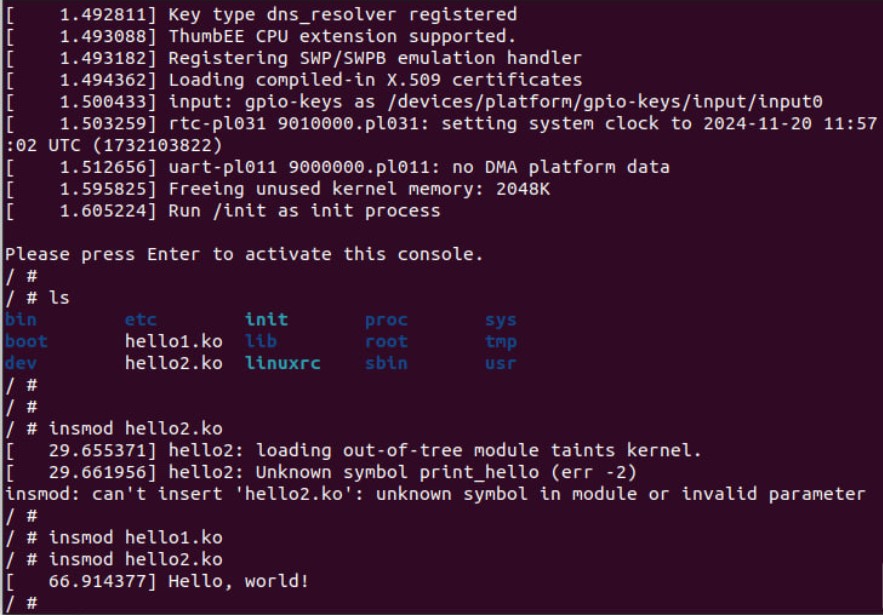 [    1.492811] Key type dns_resolver registered
[    1.493088] ThumbEE CPU extension supported.
[    1.493182] Registering SWP/SWPB emulation handler
[    1.494362] Loading compiled-in X.509 certificates
[    1.500433] input: gpio-keys as /devices/platform/gpio-keys/input/input0
[    1.503259] rtc-pl031 9010000.pl031: setting system clock to 2024-11-20 11:57
:02 UTC (1732103822)
[    1.512656] uart-pl011 9000000.pl011: no DMA platform data
[    1.595825] Freeing unused kernel memory: 2048K
[    1.605224] Run /init as init process

Please press Enter to activate this console.
/ #
/ # ls
bin        etc        init       proc       sys
boot       hello1.ko  lib        root       tmp
dev        hello2.ko  linuxrc    sbin       usr
/ #
/ #
/ # insmod hello2.ko
[   29.655371] hello2: loading out-of-tree module taints kernel.
[   29.661956] hello2: Unknown symbol print_hello (err -2)
insmod: can't insert 'hello2.ko': unknown symbol in module or invalid parameter
/ #
/ # insmod hello1.ko
/ # insmod hello2.ko
[   66.914377] Hello, world!
/ #